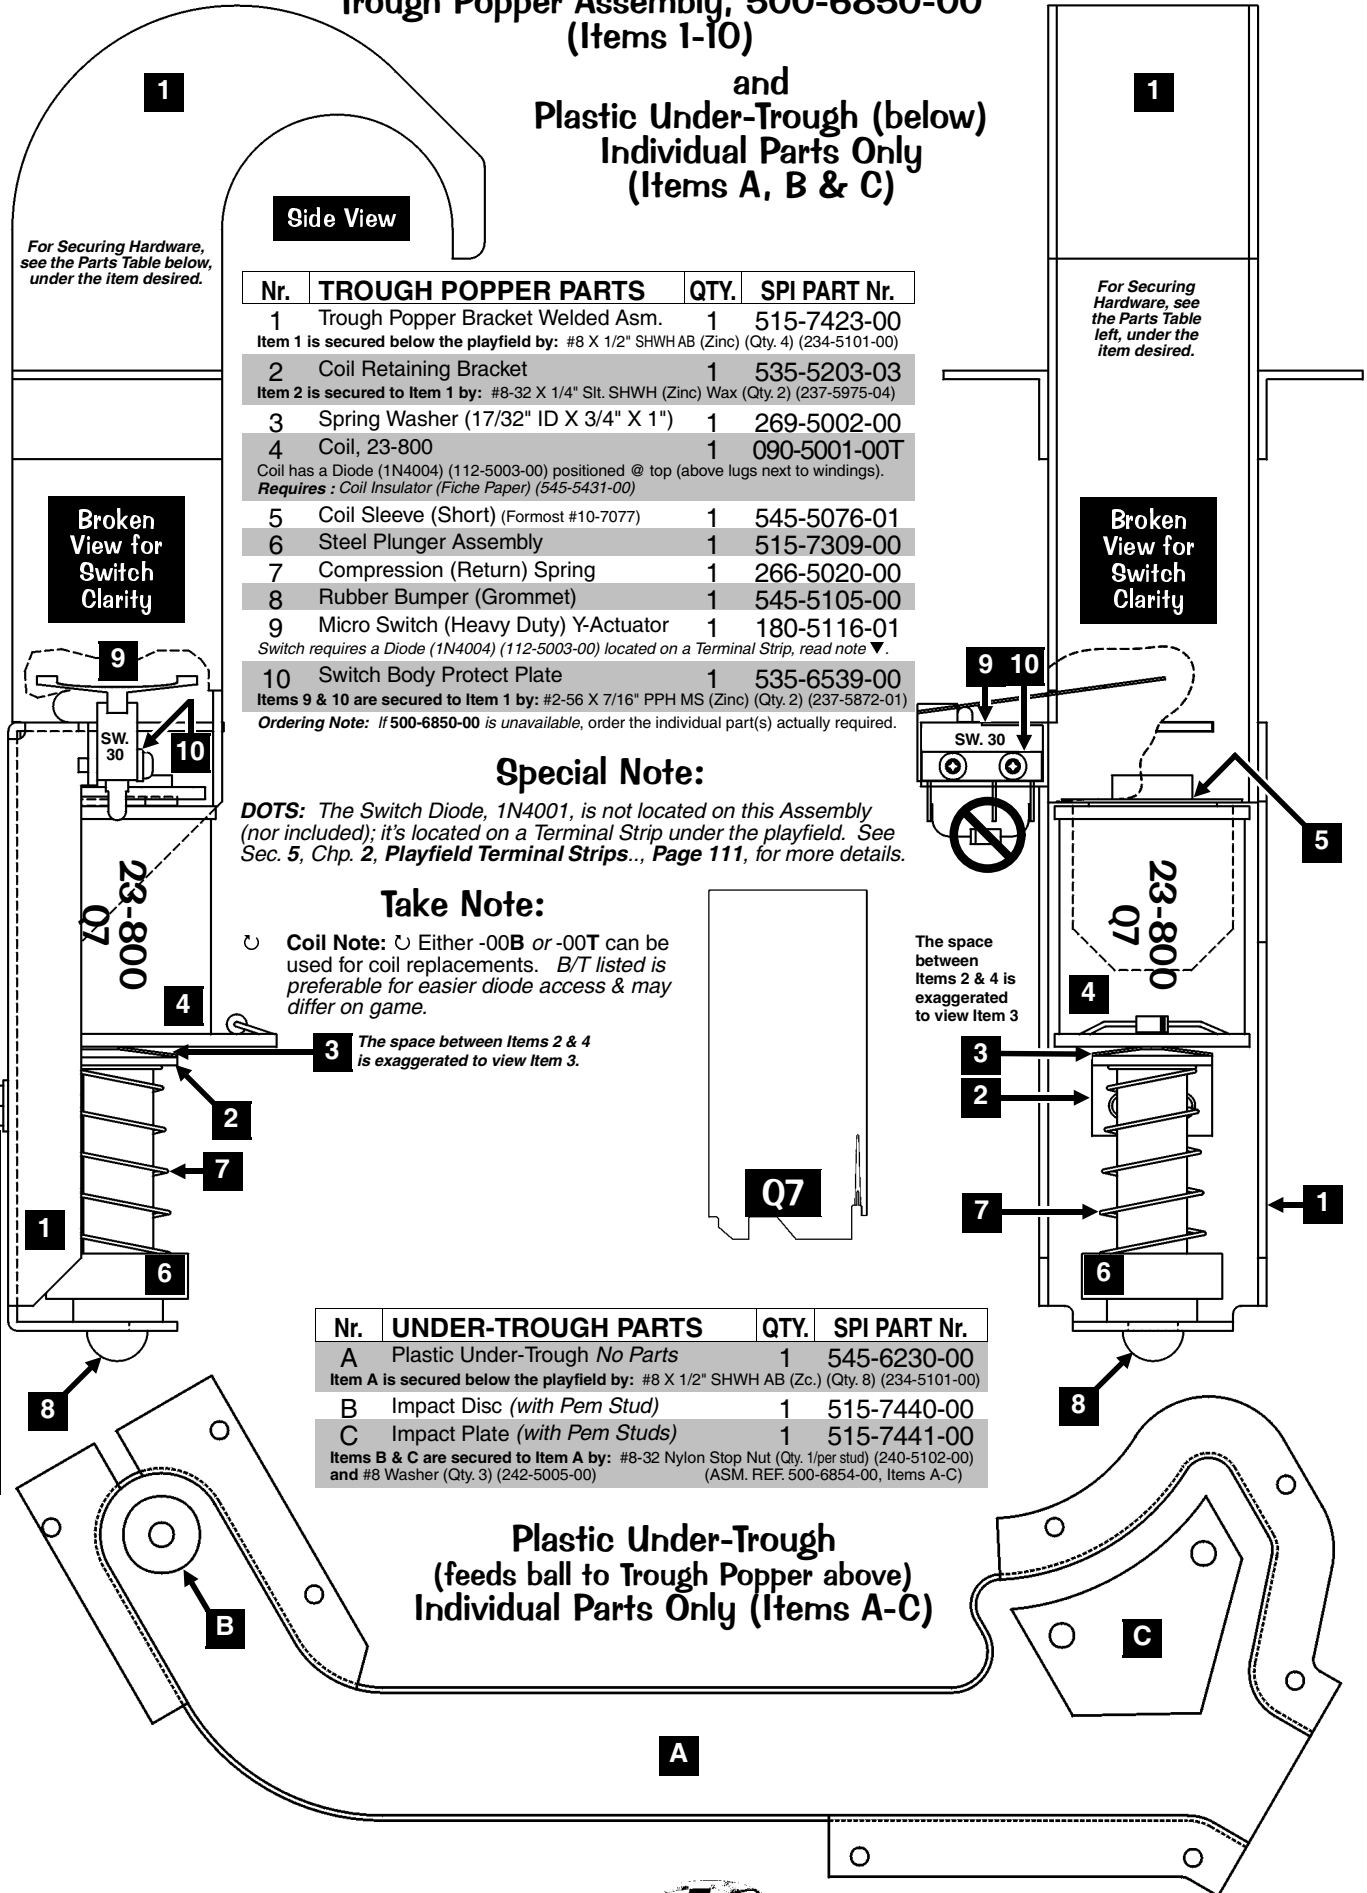 Trough Popper Assembly, 500-6850-00
(Items 1-10)
and
Plastic Under-Trough (below)
Individual Parts Only
(Items A, B & C)
1
1
Side View
For Securing Hardware,
see the Parts Table below,
under the item desired.
For Securing
Hardware, see
the Parts Table
left, under the
item desired.
Nr. TROUGH POPPER PARTS QTY. SPI PART Nr.
1 Trough Popper Bracket Welded Asm. 1 515-7423-00
Item 1 is secured below the playfield by: #8 X 1/2" SHWH AB (Zinc) (Qty. 4) (234-5101-00)
2 Coil Retaining Bracket 1 535-5203-03
Item 2 is secured to Item 1 by: #8-32 X 1/4" Slt. SHWH (Zinc) Wax (Qty. 2) (237-5975-04)
3 Spring Washer (17/32" ID X 3/4" X 1") 1 269-5002-00
4 Coil, 23-800 1 090-5001-00T
Coil has a Diode (1N4004) (112-5003-00) positioned @ top (above lugs next to windings).
Requires : Coil Insulator (Fiche Paper) (545-5431-00)
5 Coil Sleeve (Short) (Formost #10-7077) 1 545-5076-01
6 Steel Plunger Assembly 1 515-7309-00
7 Compression (Return) Spring 1 266-5020-00
8 Rubber Bumper (Grommet) 1 545-5105-00
9 Micro Switch (Heavy Duty) Y-Actuator 1 180-5116-01
Switch requires a Diode (1N4004) (112-5003-00) located on a Terminal Strip, read note ▼.
10 Switch Body Protect Plate 1 535-6539-00
Items 9 & 10 are secured to Item 1 by: #2-56 X 7/16" PPH MS (Zinc) (Qty. 2) (237-5872-01)
Ordering Note: If 500-6850-00 is unavailable, order the individual part(s) actually required.
Broken
View for
Switch
Clarity
Broken
View for
Switch
Clarity
9
SW.
30
10
9 10
SW. 30
5
Special Note:
DOTS: The Switch Diode, 1N4001, is not located on this Assembly
(nor included); it's located on a Terminal Strip under the playfield. See
Sec. 5, Chp. 2, Playfield Terminal Strips.., Page 111, for more details.
Take Note:
↻ Coil Note: ↻ Either -00B or -00T can be
used for coil replacements. B/T listed is
preferable for easier diode access & may
differ on game.
23-800
Q7
4
3
The space between Items 2 & 4
is exaggerated to view Item 3.
2
7
1
6
8
Q7
The space
between
Items 2 & 4 is
exaggerated
to view Item 3
23-800
Q7
4
3
2
7
1
6
8
Nr. UNDER-TROUGH PARTS QTY. SPI PART Nr.
A Plastic Under-Trough No Parts 1 545-6230-00
Item A is secured below the playfield by: #8 X 1/2" SHWH AB (Zc.) (Qty. 8) (234-5101-00)
B Impact Disc (with Pem Stud) 1 515-7440-00
C Impact Plate (with Pem Studs) 1 515-7441-00
Items B & C are secured to Item A by: #8-32 Nylon Stop Nut (Qty. 1/per stud) (240-5102-00)
and #8 Washer (Qty. 3) (242-5005-00) (ASM. REF. 500-6854-00, Items A-C)
Plastic Under-Trough
(feeds ball to Trough Popper above)
Individual Parts Only (Items A-C)
B
C
A